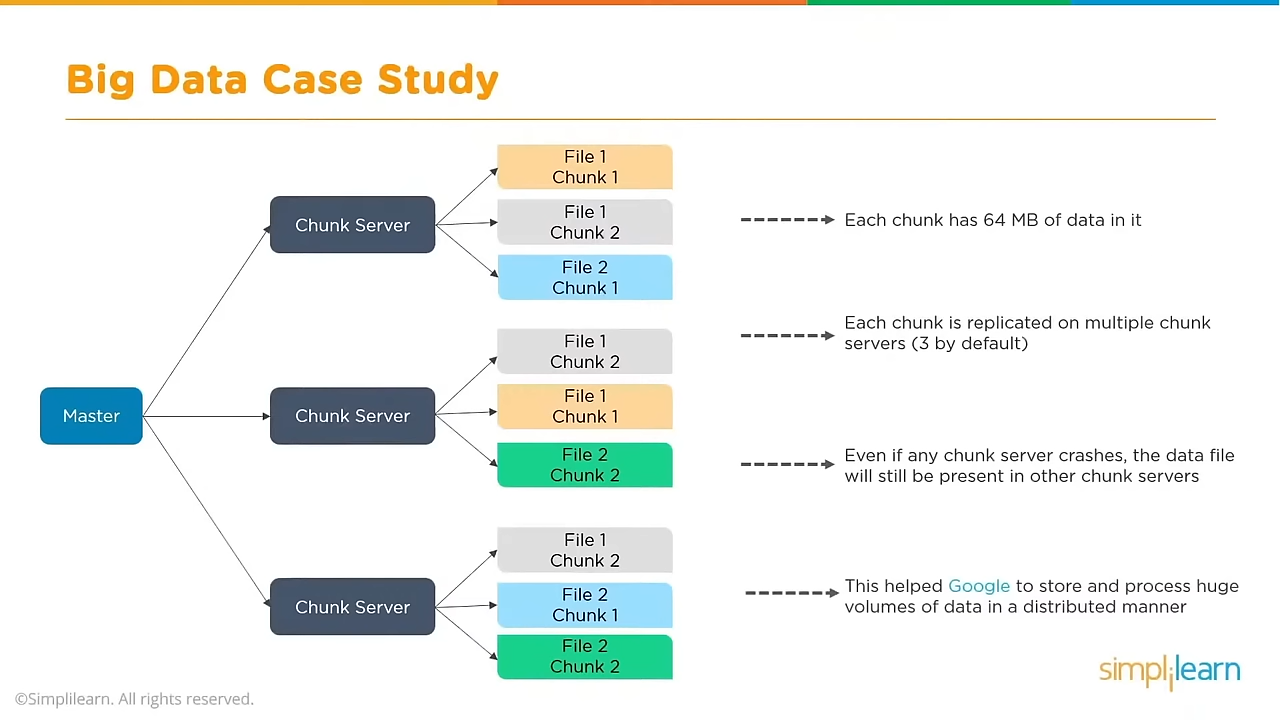 Big Data Case Study
Master
Chunk Server
File 1
Chunk 1
File 1
Chunk 2
File 2
Chunk 1
Chunk Server
File 1
Chunk 2
File 1
Chunk 1
File 2
Chunk 2
Chunk Server
File 1
Chunk 2
File 2
Chunk 1
File 2
Chunk 2
Each chunk has 64 MB of data in it
Each chunk is replicated on multiple chunk
servers (3 by default)
Even if any chunk server crashes, the data file
will still be present in other chunk servers
This helped Google to store and process huge
volumes of data in a distributed manner
simplilearn
©Simplilearn. All rights reserved.